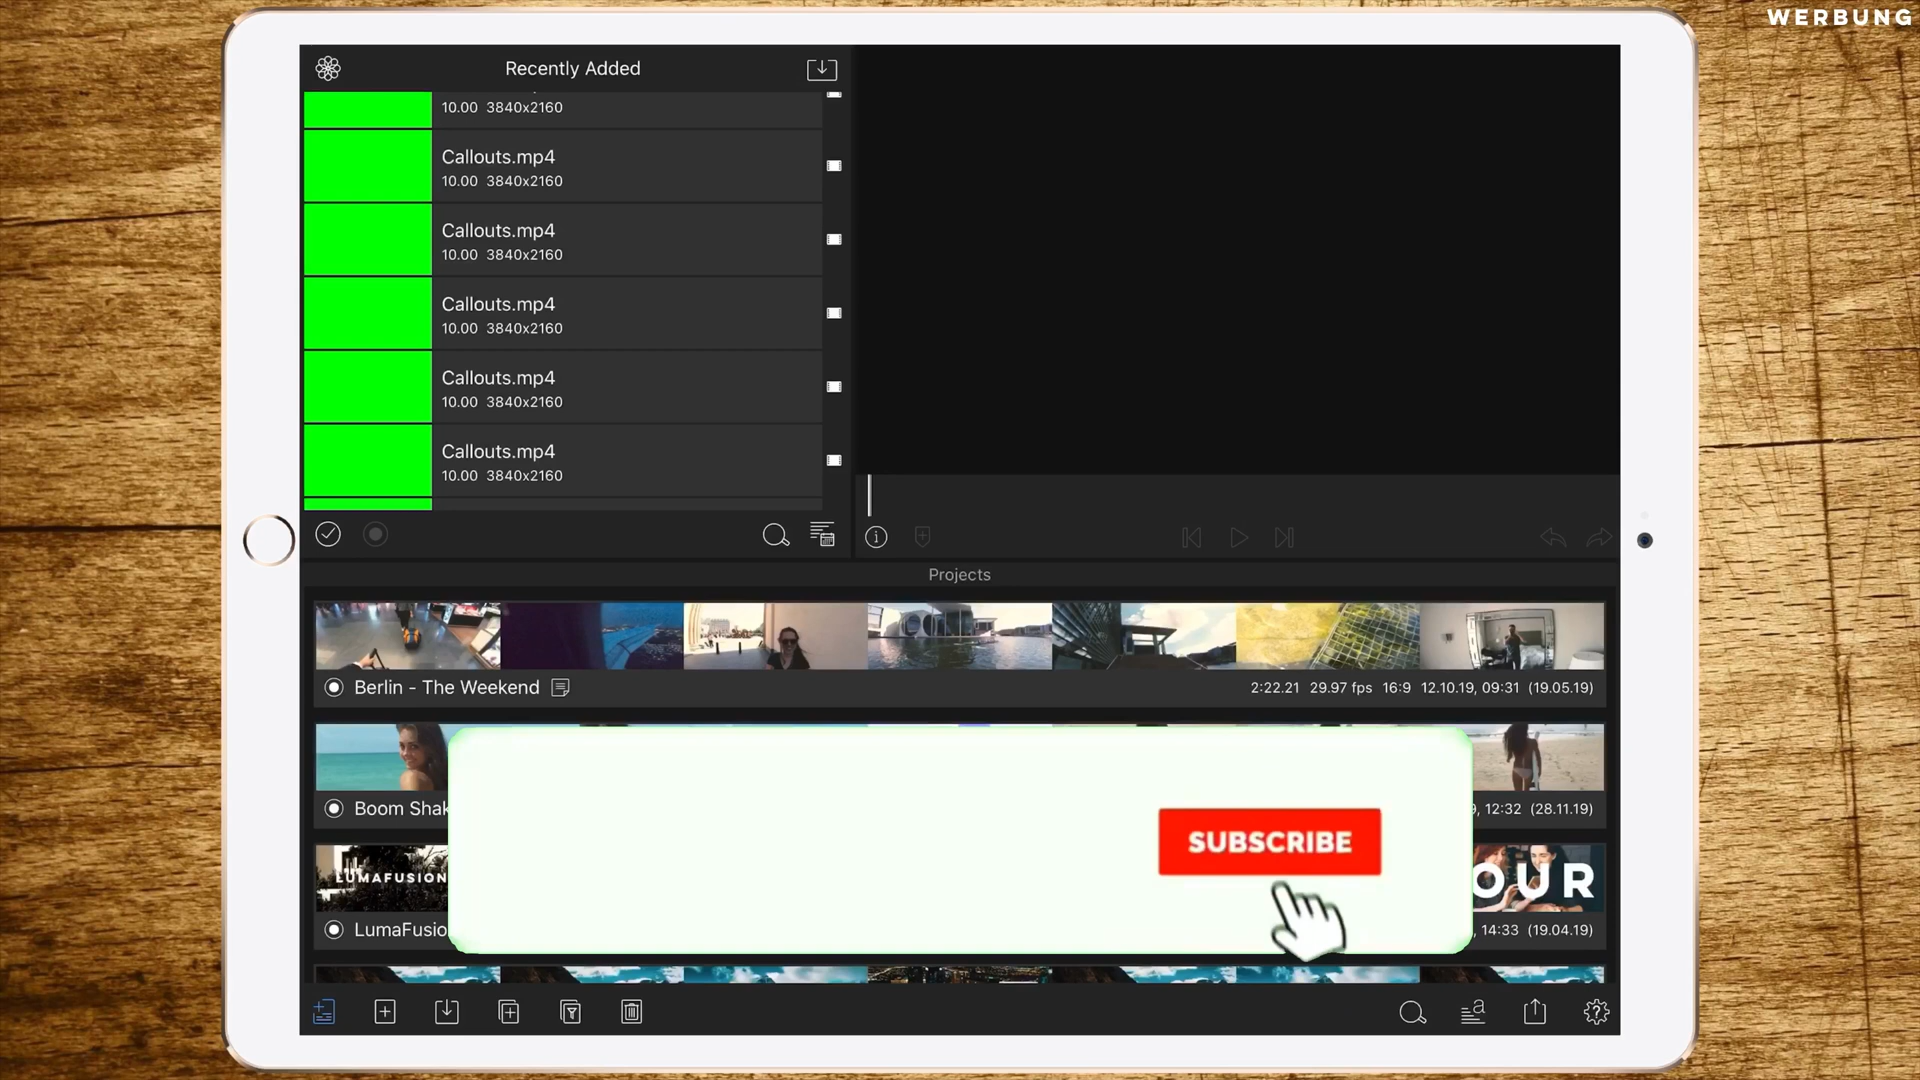 WERBUNG
Recently Added
10.00 3840x2160
Callouts.mp4
10.00 3840x2160
Callouts.mp4
10.00 3840x2160
Callouts.mp4
10.00 3840x2160
Callouts.mp4
10.00 3840x2160
Callouts.mp4
10.00 3840x2160
Projects
Berlin - The Weekend
2:22.21 29.97 fps 16:9 12.10.19, 09:31 (19.05.19)
Boom Shak
, 12:32 (28.11.19)
SUBSCRIBE
LUMAFUSION
OUR
LumaFusio
, 14:33 (19.04.19)